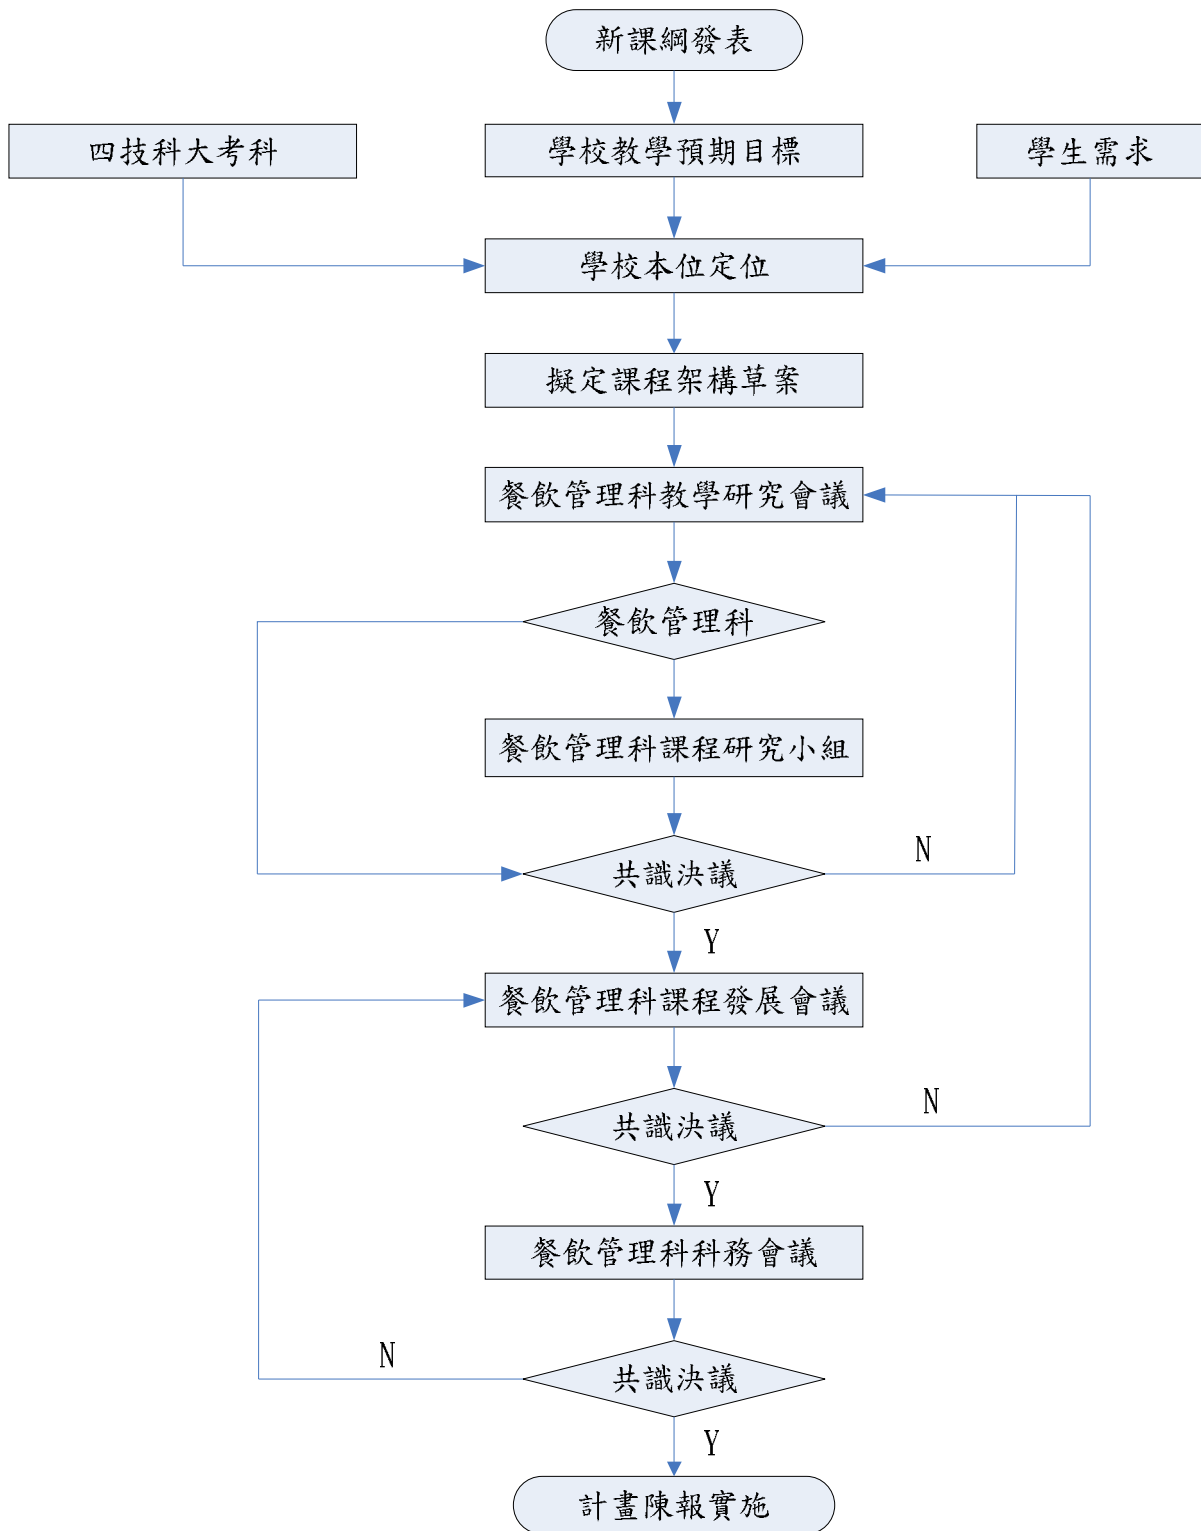 新課綱發表
四技科大考科
學校教學預期目標
學生需求
學校本位定位
擬定課程架構草案
餐飲管理科教學研究會議
餐飲管理科
餐飲管理科課程研究小組
共識決議
N
Y
餐飲管理科課程發展會議
共識決議
N
Y
餐飲管理科科務會議
共識決議
N
Y
計畫陳報實施